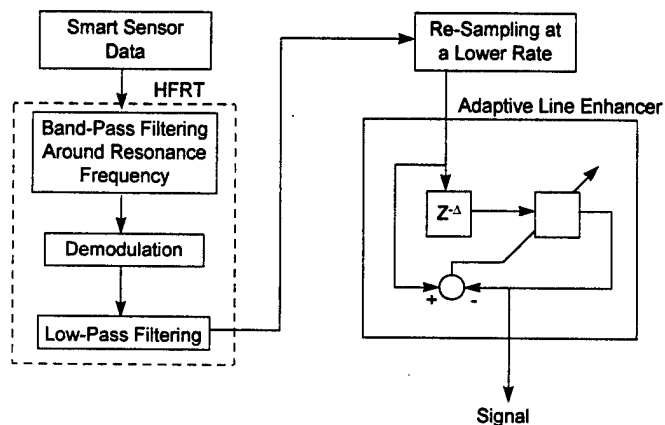 Smart Sensor
Data
HFRT
Band-Pass Filtering
Around Resonance
Frequency
Demodulation
Low-Pass Filtering
Re-Sampling at
a Lower Rate
Adaptive Line Enhancer
Z-Δ
+
-
Signal